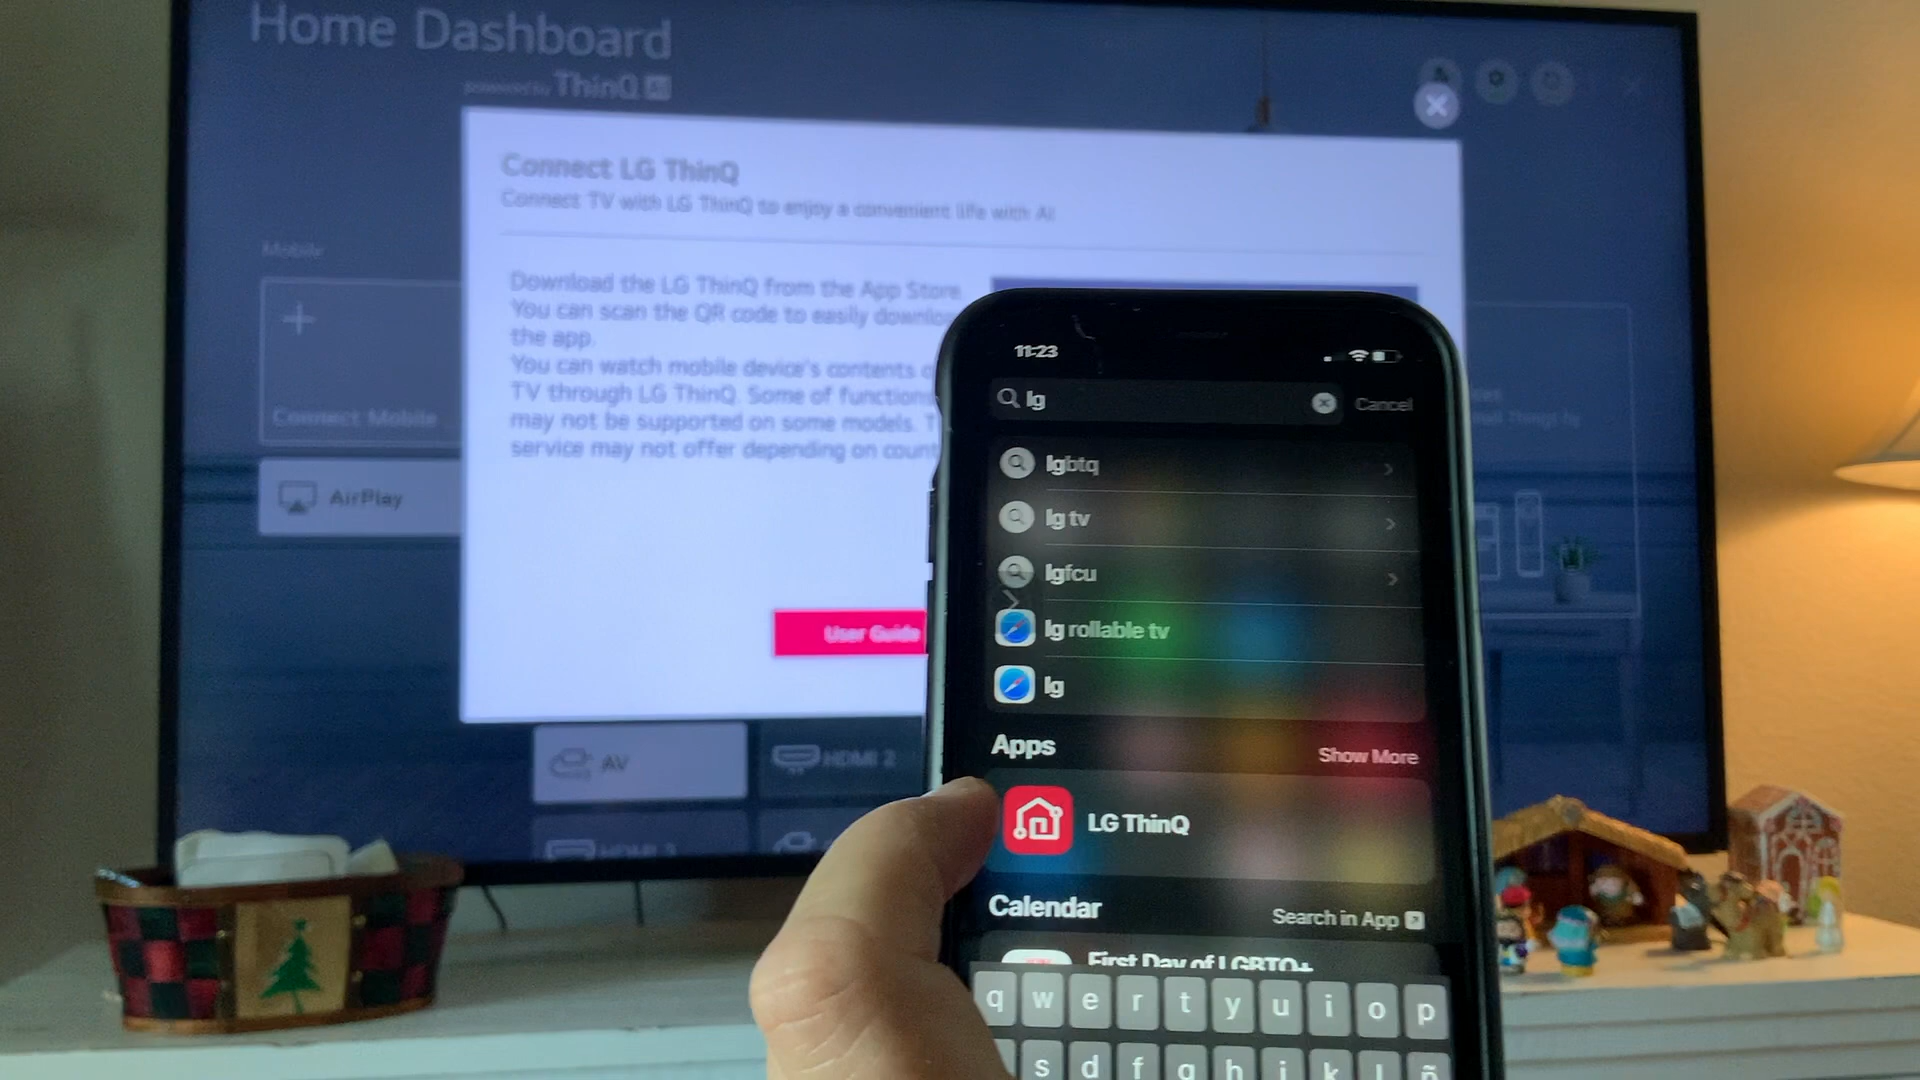 Home Dashboard
powered by ThinQ AI
Connect LG ThinQ
Connect TV with LG ThinQ to enjoy a convenient life with AI
Mobile
Connect Mobile
AirPlay
Download the LG ThinQ from the App Store.
You can scan the QR code to easily downlo
the app.
You can watch mobile device's contents o
TV through LG ThinQ. Some of functions
may not be supported on some models. T
service may not offer depending on count
User Guide
AV
HDMI 2
HDMI 3
11:23
lg
Cancel
lgbtq
lg tv
lgfcu
lg rollable tv
lg
Apps
Show More
LG ThinQ
Calendar
Search in App
First Day of LGBTQ+
q w e r t y u i o p
s d f g h j k l ñ